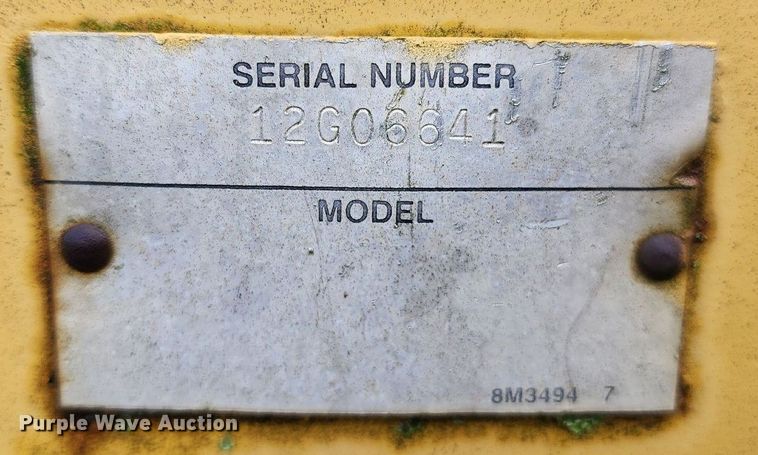 SERIAL NUMBER
12G06641
MODEL
8M3494 7
Purple Wave Auction